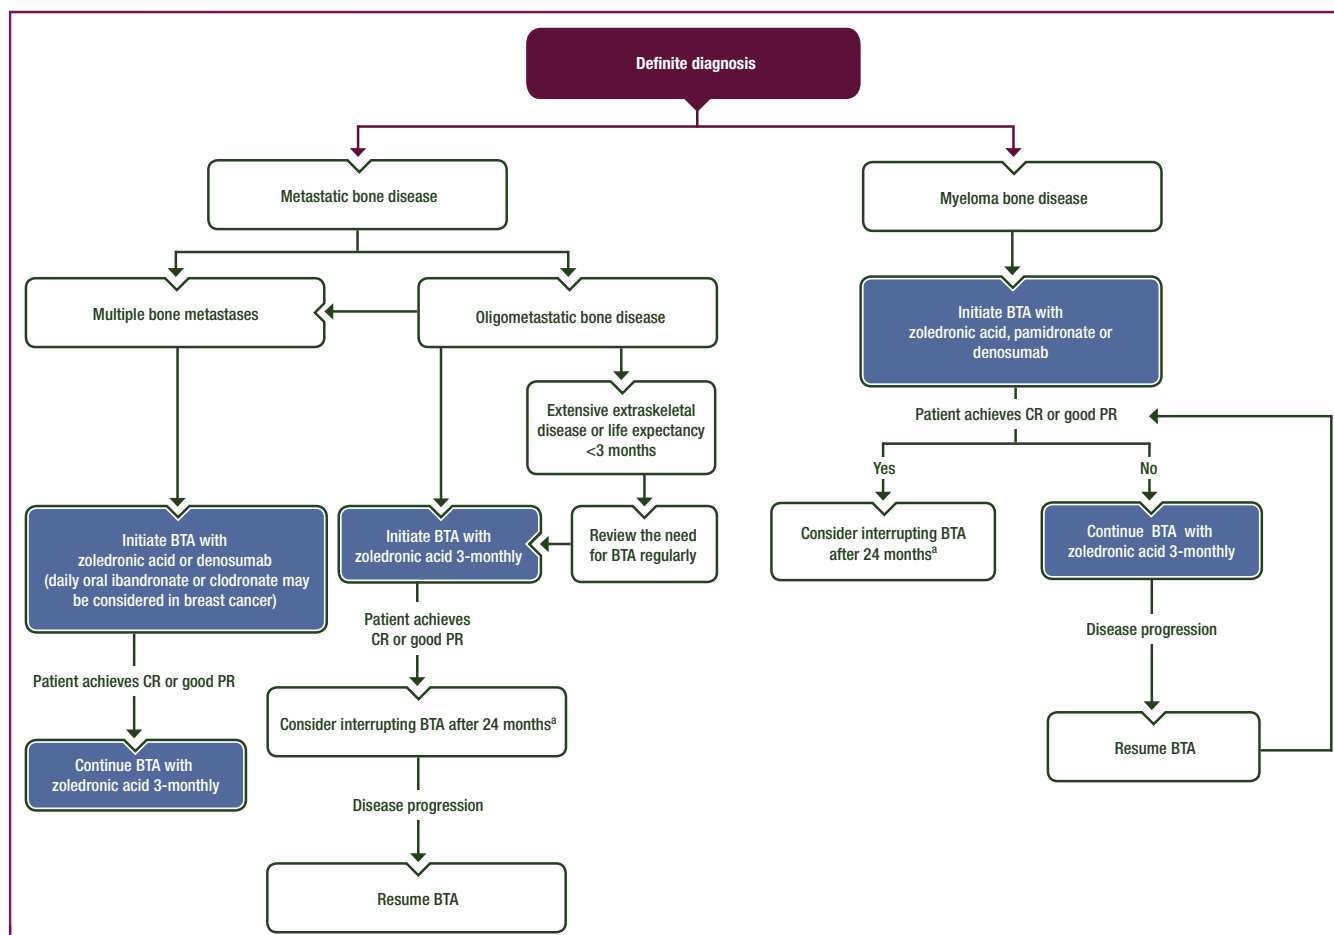 Definite diagnosis
Metastatic bone disease
Myeloma bone disease
Multiple bone metastases
Oligometastatic bone disease
Initiate BTA with
zoledronic acid, pamidronate or
denosumab
Extensive extraskeletal
disease or life expectancy
<3 months
Patient achieves CR or good PR
Yes
No
Initiate BTA with
zoledronic acid or denosumab
(daily oral ibandronate or clodronate may
be considered in breast cancer)
Initiate BTA with
zoledronic acid 3-monthly
Review the need
for BTA regularly
Consider interrupting BTA
after 24 monthsᵃ
Continue BTA with
zoledronic acid 3-monthly
Patient achieves
CR or good PR
Disease progression
Patient achieves CR or good PR
Consider interrupting BTA after 24 monthsᵃ
Resume BTA
Continue BTA with
zoledronic acid 3-monthly
Disease progression
Resume BTA